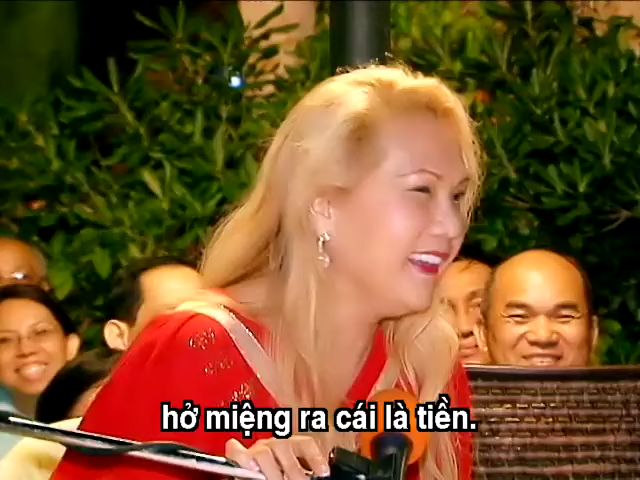 hở miệng ra cái là tiền.